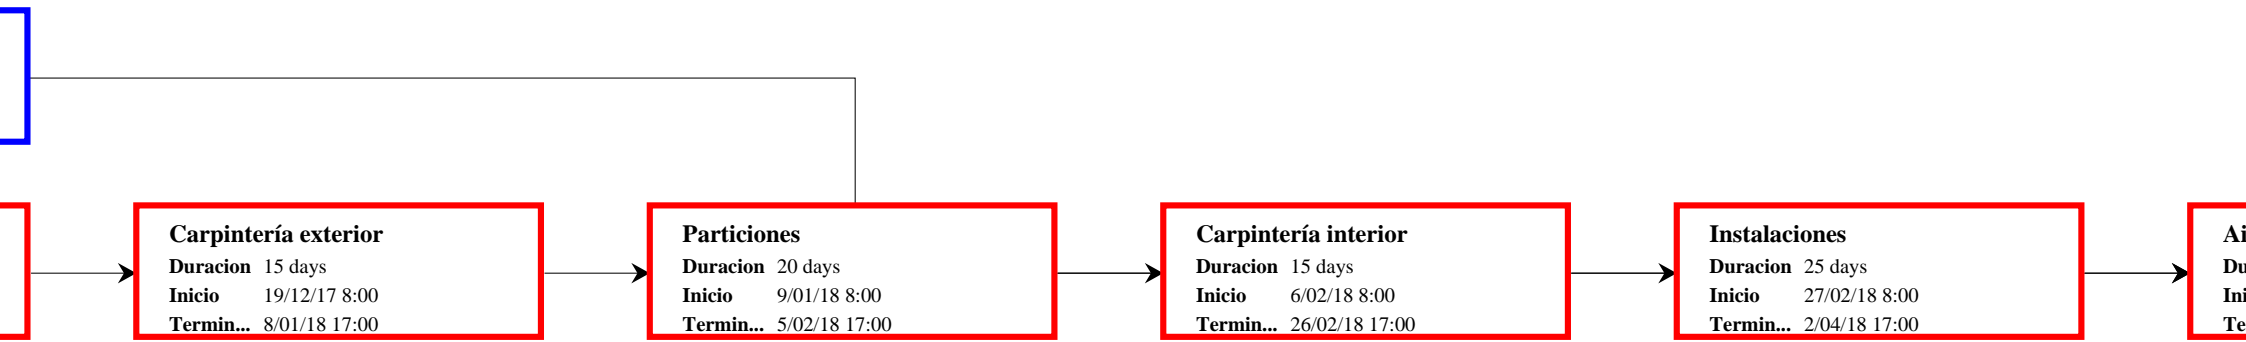 Carpintería exterior
Duracion 15 days
Inicio 19/12/17 8:00
Termin... 8/01/18 17:00
Particiones
Duracion 20 days
Inicio 9/01/18 8:00
Termin... 5/02/18 17:00
Carpintería interior
Duracion 15 days
Inicio 6/02/18 8:00
Termin... 26/02/18 17:00
Instalaciones
Duracion 25 days
Inicio 27/02/18 8:00
Termin... 2/04/18 17:00